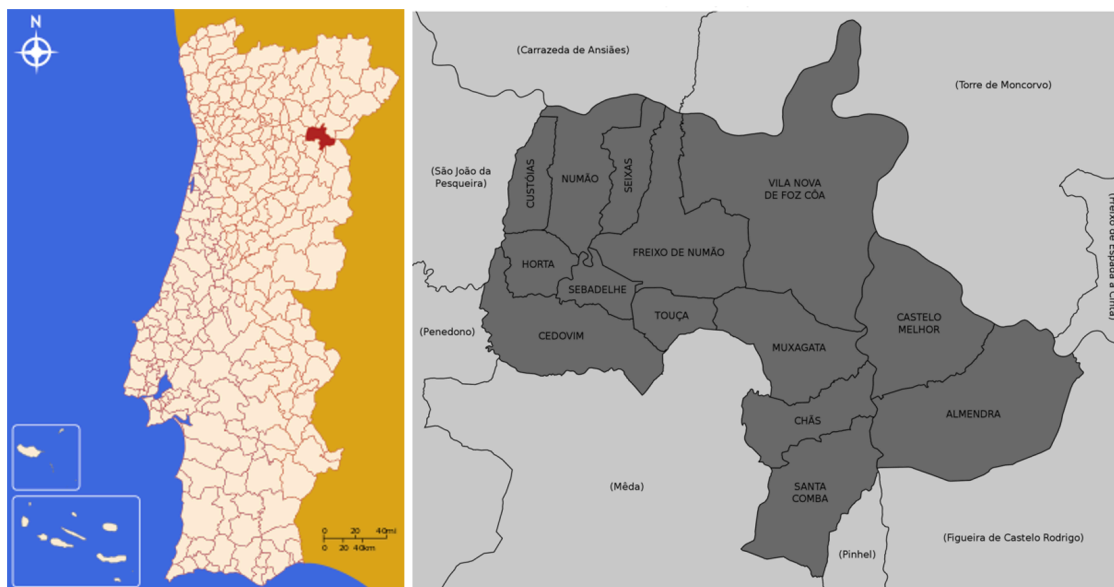 N
0 20 40mi
0 20 40km
(Carrazeda de Ansiães)
(Torre de Moncorvo)
(São João da
Pesqueira)
CUSTÓIAS
NUMÃO
SEIXAS
VILA NOVA
DE FOZ CÔA
(Freixo de Espada à Cinta)
FREIXO DE NUMÃO
HORTA
SEBADELHE
TOUÇA
CASTELO
MELHOR
(Penedono)
CEDOVIM
MUXAGATA
CHÃS
ALMENDRA
(Mêda)
SANTA
COMBA
(Pinhel)
(Figueira de Castelo Rodrigo)